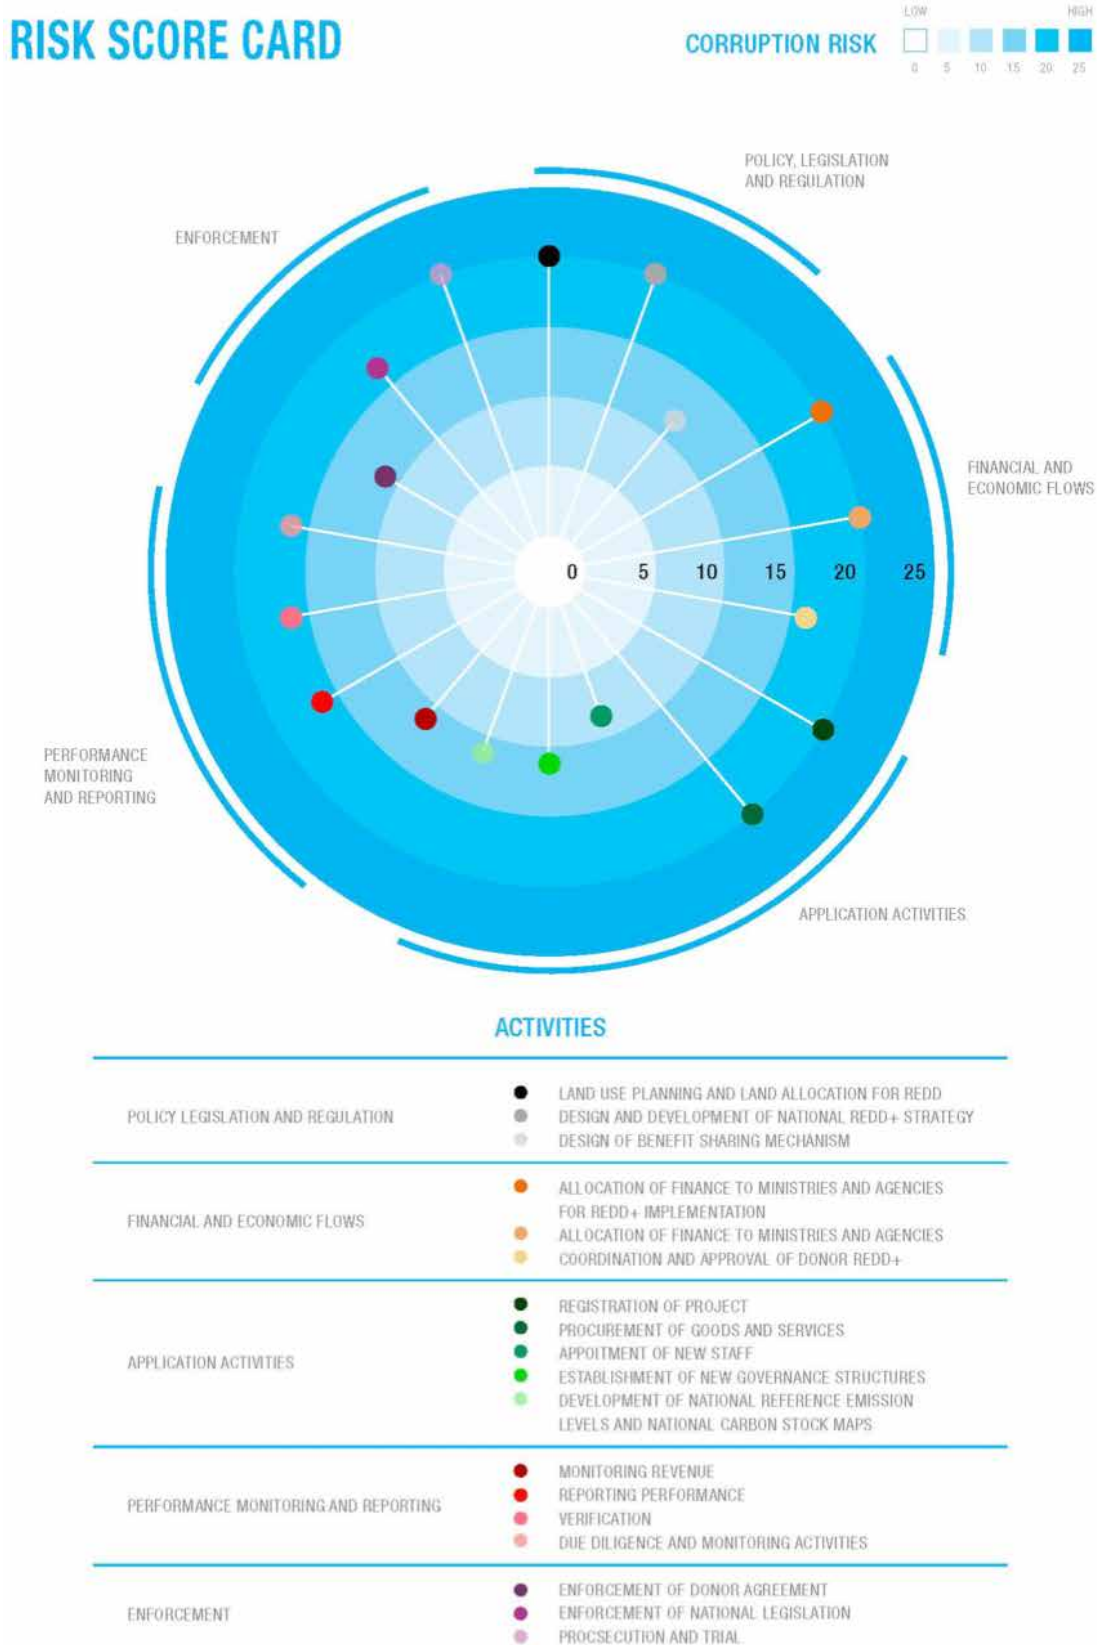 RISK SCORE CARD
CORRUPTION RISK
LOW
HIGH
0 5 10 15 20 25
POLICY, LEGISLATION
AND REGULATION
ENFORCEMENT
FINANCIAL AND
ECONOMIC FLOWS
0 5 10 15 20 25
PERFORMANCE
MONITORING
AND REPORTING
APPLICATION ACTIVITIES
ACTIVITIES
POLICY LEGISLATION AND REGULATION
LAND USE PLANNING AND LAND ALLOCATION FOR REDD
DESIGN AND DEVELOPMENT OF NATIONAL REDD+ STRATEGY
DESIGN OF BENEFIT SHARING MECHANISM
FINANCIAL AND ECONOMIC FLOWS
ALLOCATION OF FINANCE TO MINISTRIES AND AGENCIES
FOR REDD+ IMPLEMENTATION
ALLOCATION OF FINANCE TO MINISTRIES AND AGENCIES
COORDINATION AND APPROVAL OF DONOR REDD+
APPLICATION ACTIVITIES
REGISTRATION OF PROJECT
PROCUREMENT OF GOODS AND SERVICES
APPOITMENT OF NEW STAFF
ESTABLISHMENT OF NEW GOVERNANCE STRUCTURES
DEVELOPMENT OF NATIONAL REFERENCE EMISSION
LEVELS AND NATIONAL CARBON STOCK MAPS
PERFORMANCE MONITORING AND REPORTING
MONITORING REVENUE
REPORTING PERFORMANCE
VERIFICATION
DUE DILIGENCE AND MONITORING ACTIVITIES
ENFORCEMENT
ENFORCEMENT OF DONOR AGREEMENT
ENFORCEMENT OF NATIONAL LEGISLATION
PROCSECUTION AND TRIAL